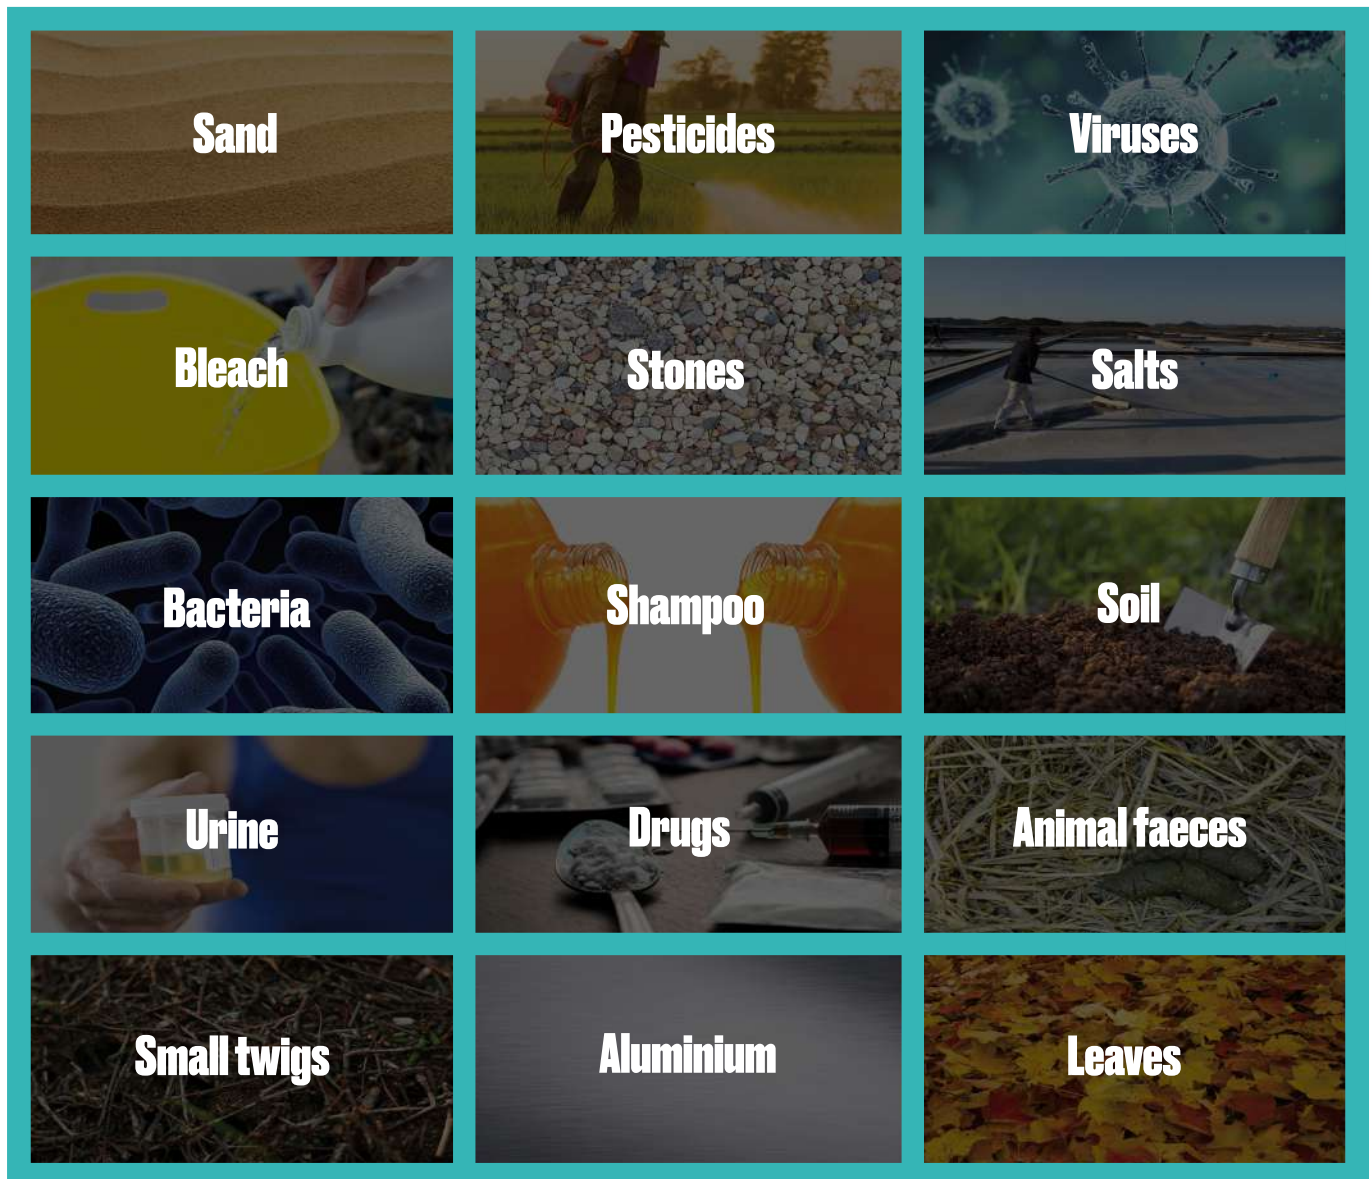 Sand
Pesticides
Viruses
Bleach
Stones
Salts
Bacteria
Shampoo
Soil
Urine
Drugs
Animal faeces
Small twigs
Aluminium
Leaves